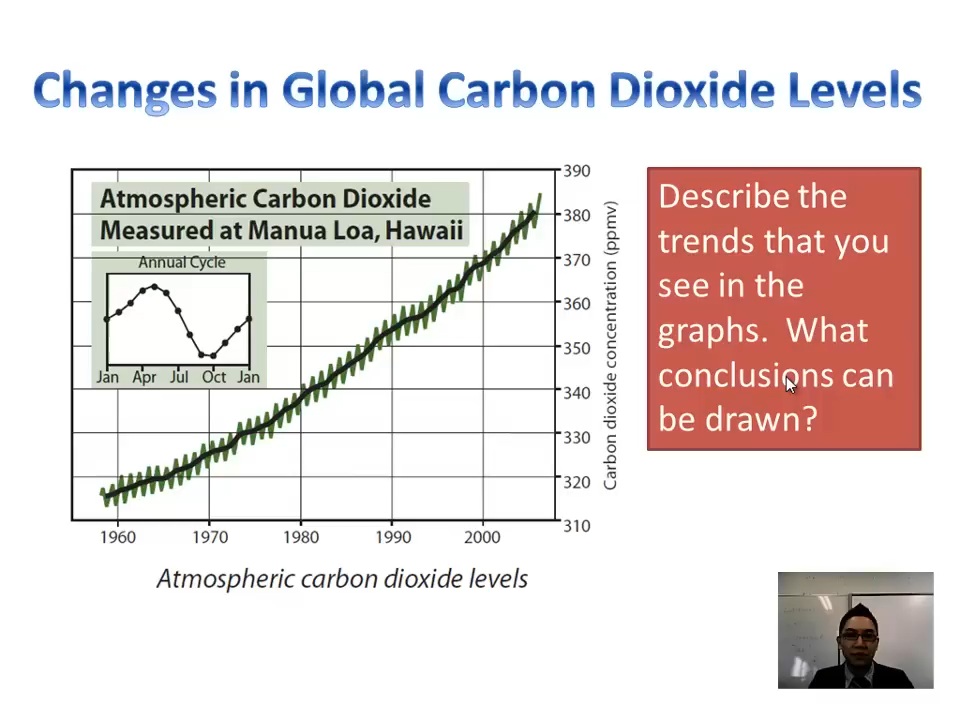 Changes in Global Carbon Dioxide Levels
Atmospheric Carbon Dioxide
Measured at Manua Loa, Hawaii
Annual Cycle
Jan Apr Jul Oct Jan
390
380
370
360
350
340
330
320
310
Carbon dioxide concentration (ppmv)
1960 1970 1980 1990 2000
Atmospheric carbon dioxide levels
Describe the
trends that you
see in the
graphs. What
conclusions can
be drawn?